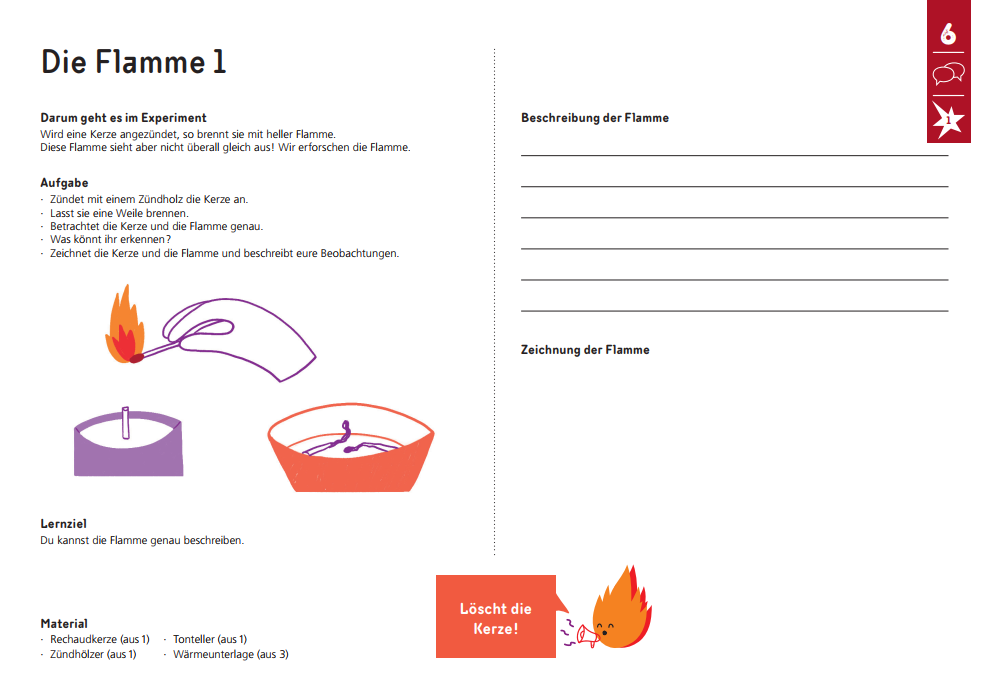 Die Flamme 1
Darum geht es im Experiment
Wird eine Kerze angezündet, so brennt sie mit heller Flamme.
Diese Flamme sieht aber nicht überall gleich aus! Wir erforschen die Flamme.
Aufgabe
· Zündet mit einem Zündholz die Kerze an.
· Lasst sie eine Weile brennen.
· Betrachtet die Kerze und die Flamme genau.
· Was könnt ihr erkennen?
· Zeichnet die Kerze und die Flamme und beschreibt eure Beobachtungen.
Lernziel
Du kannst die Flamme genau beschreiben.
Material
· Rechaudkerze (aus 1) · Tonteller (aus 1)
· Zündhölzer (aus 1) · Wärmeunterlage (aus 3)
6
1
Beschreibung der Flamme
Zeichnung der Flamme
Löscht die
Kerze!